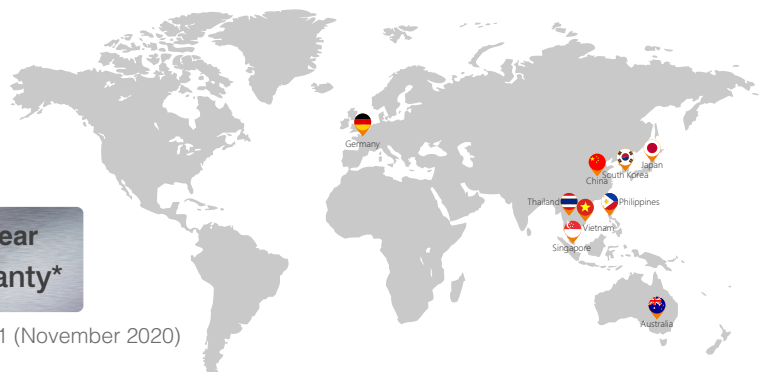 Germany
Japan
South Korea
China
Thailand
Philippines
Vietnam
Singapore
ear
anty*
Australia
1 (November 2020)